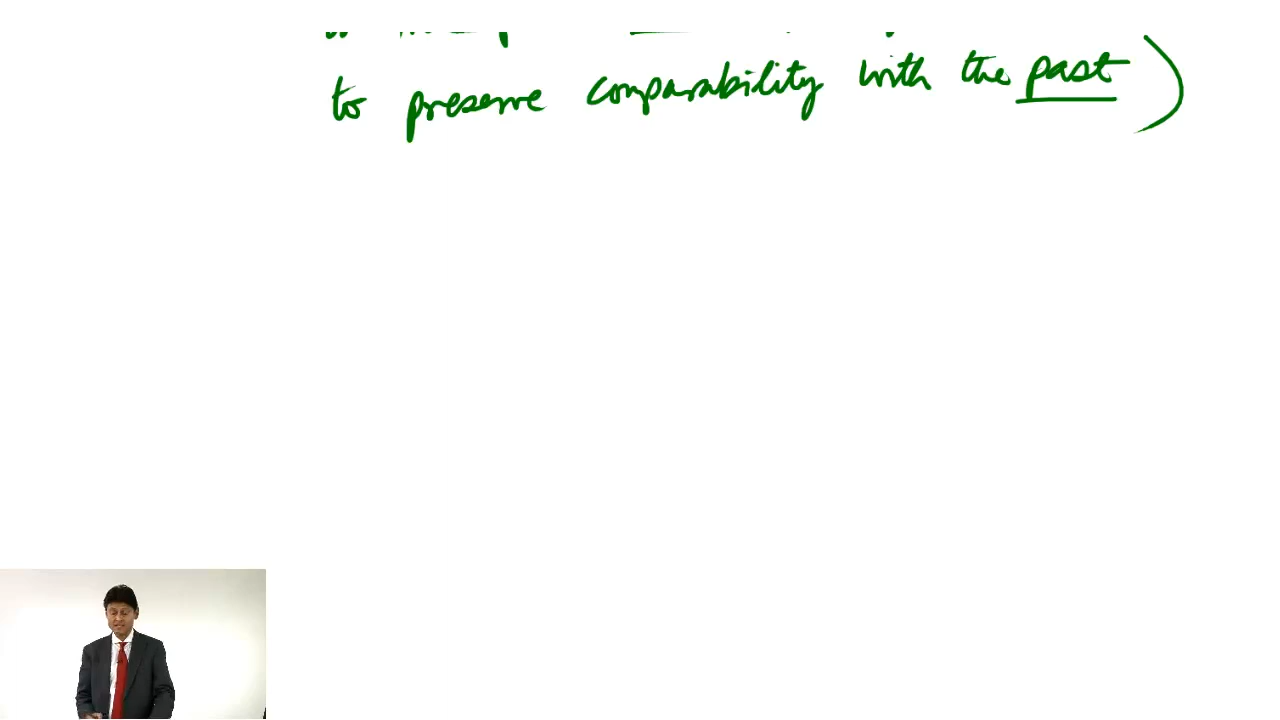 to preserve comparability with the past )